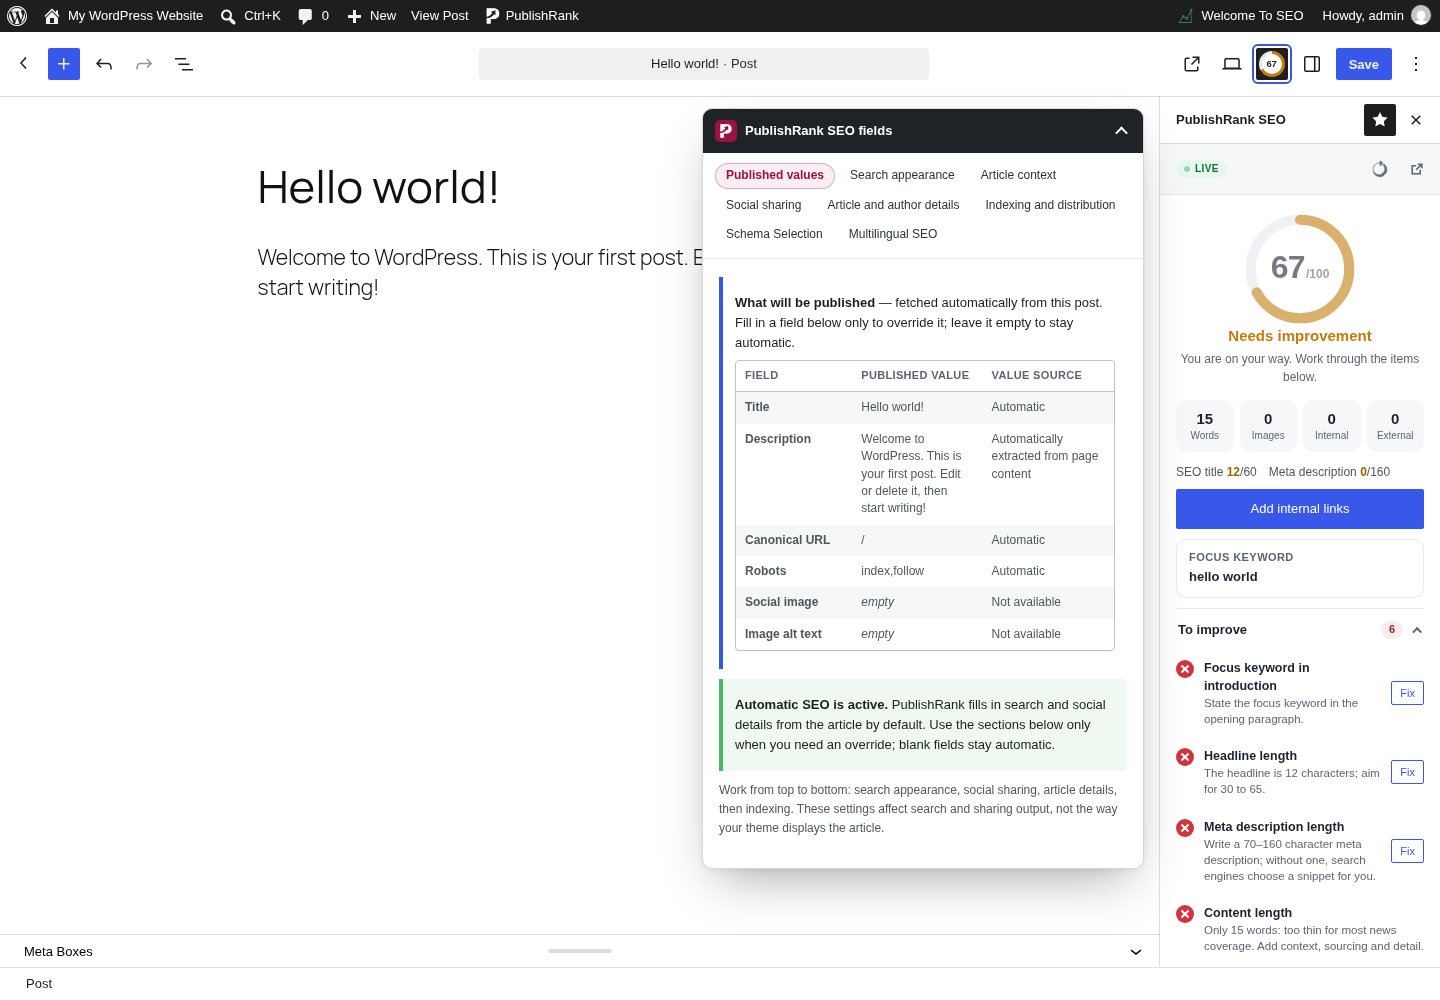 My WordPress Website Ctrl+K 0 New View Post PublishRank Welcome To SEO Howdy, admin
Hello world! · Post
67
Save
Hello world!
Welcome to WordPress. This is your first post. E
start writing!
PublishRank SEO fields
Published values Search appearance Article context
Social sharing Article and author details Indexing and distribution
Schema Selection Multilingual SEO
What will be published — fetched automatically from this post.
Fill in a field below only to override it; leave it empty to stay
automatic.
FIELD PUBLISHED VALUE VALUE SOURCE
Title Hello world! Automatic
Description Welcome to Automatically
WordPress. This is extracted from page
your first post. Edit content
or delete it, then
start writing!
Canonical URL / Automatic
Robots index,follow Automatic
Social image empty Not available
Image alt text empty Not available
Automatic SEO is active. PublishRank fills in search and social
details from the article by default. Use the sections below only
when you need an override; blank fields stay automatic.
Work from top to bottom: search appearance, social sharing, article details,
then indexing. These settings affect search and sharing output, not the way
your theme displays the article.
PublishRank SEO
LIVE
67/100
Needs improvement
You are on your way. Work through the items
below.
15 0 0 0
Words Images Internal External
SEO title 12/60 Meta description 0/160
Add internal links
FOCUS KEYWORD
hello world
To improve 6
Focus keyword in
introduction
State the focus keyword in the
opening paragraph.
Fix
Headline length
The headline is 12 characters; aim
for 30 to 65.
Fix
Meta description length
Write a 70–160 character meta
description; without one, search
engines choose a snippet for you.
Fix
Content length
Only 15 words: too thin for most news
coverage. Add context, sourcing and detail.
Meta Boxes
Post